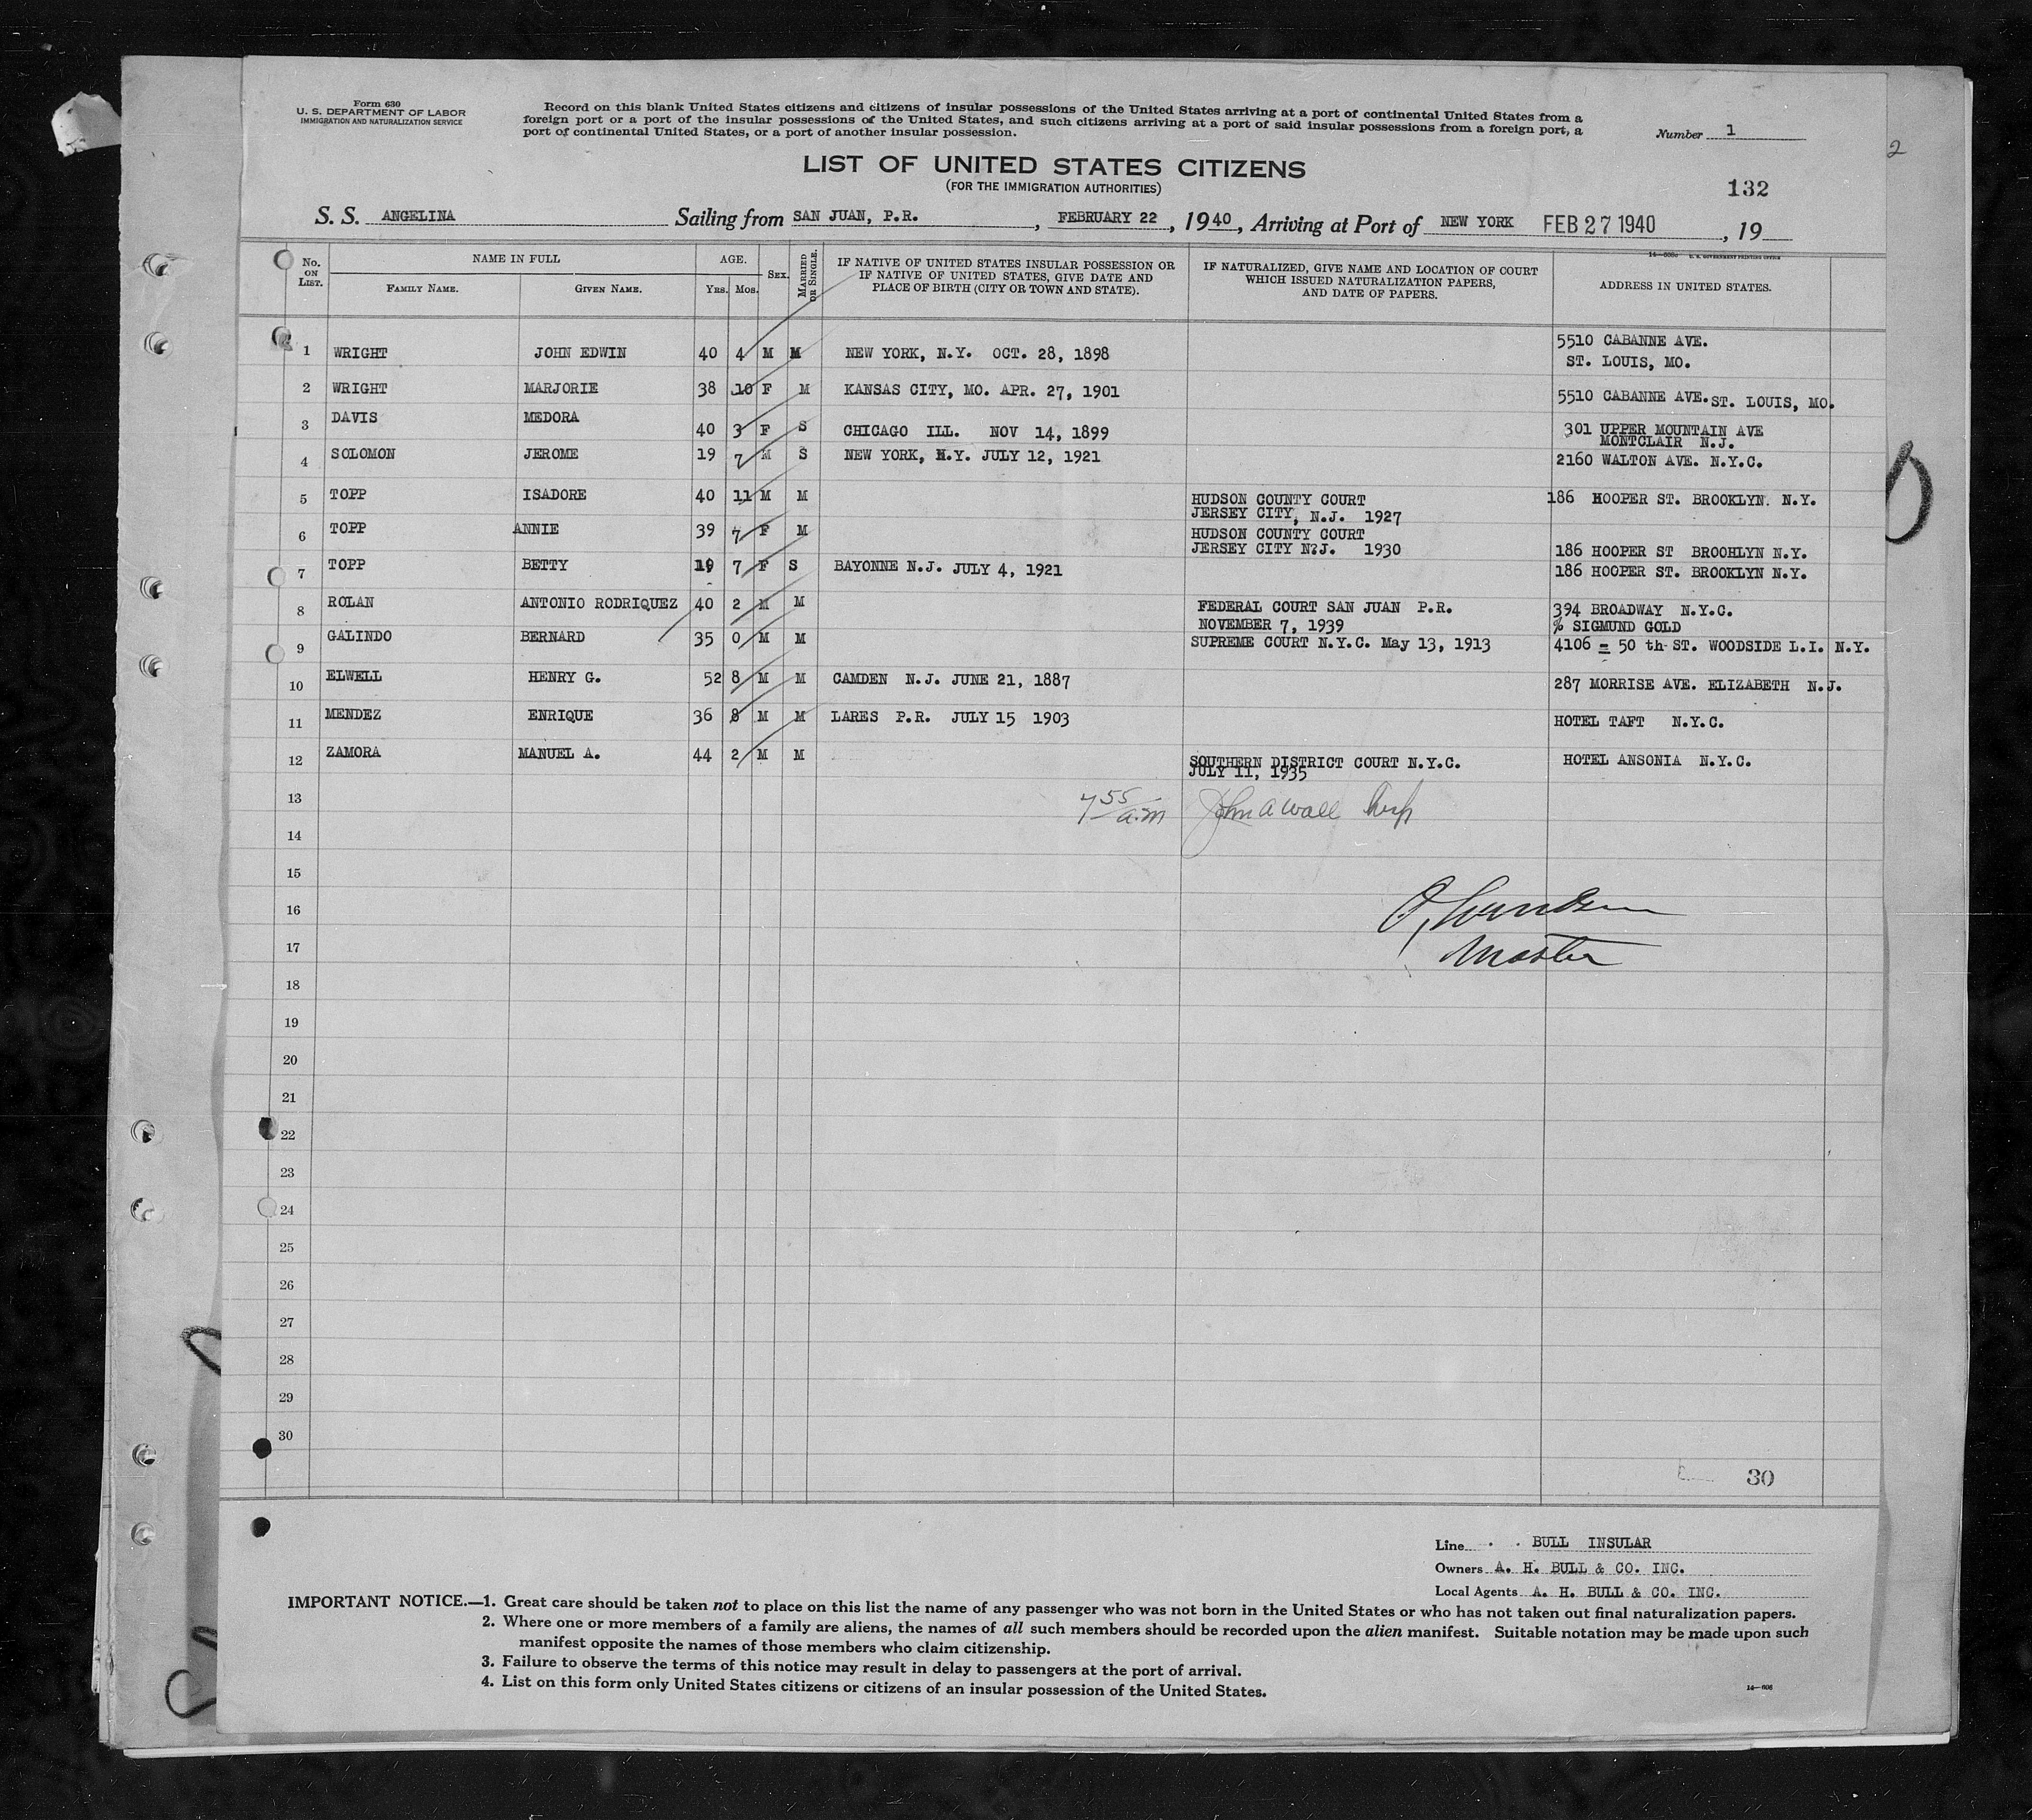 Form 630
U. S. DEPARTMENT OF LABOR
IMMIGRATION AND NATURALIZATION SERVICE
Record on this blank United States citizens and citizens of insular possessions of the United States arriving at a port of continental United States from a
foreign port or a port of the insular possessions of the United States, and such citizens arriving at a port of said insular possessions from a foreign port, a
port of continental United States, or a port of another insular possession.
Number 1
2
LIST OF UNITED STATES CITIZENS
(FOR THE IMMIGRATION AUTHORITIES)
132
S. S. ANGELINA Sailing from SAN JUAN, P.R. , FEBRUARY 22 , 1940, Arriving at Port of NEW YORK FEB 27 1940 , 19
U. S. GOVERNMENT PRINTING OFFICE
No. ON LIST. NAME IN FULL AGE. SEX. MARRIED OR SINGLE. IF NATIVE OF UNITED STATES INSULAR POSSESSION OR IF NATIVE OF UNITED STATES, GIVE DATE AND PLACE OF BIRTH (CITY OR TOWN AND STATE). IF NATURALIZED, GIVE NAME AND LOCATION OF COURT WHICH ISSUED NATURALIZATION PAPERS, AND DATE OF PAPERS. ADDRESS IN UNITED STATES.
FAMILY NAME. GIVEN NAME. YRS. MOS.
1 WRIGHT JOHN EDWIN 40 4 M M NEW YORK, N.Y. OCT. 28, 1898 5510 CABANNE AVE.
ST. LOUIS, MO.
2 WRIGHT MARJORIE 38 10 F M KANSAS CITY, MO. APR. 27, 1901 5510 CABANNE AVE. ST. LOUIS, MO.
3 DAVIS MEDORA 40 3 F S CHICAGO ILL. NOV 14, 1899 301 UPPER MOUNTAIN AVE
MONTCLAIR N.J.
4 SOLOMON JEROME 19 7 M S NEW YORK, N.Y. JULY 12, 1921 2160 WALTON AVE. N.Y.C.
5 TOPP ISADORE 40 11 M M HUDSON COUNTY COURT 186 HOOPER ST. BROOKLYN. N.Y.
JERSEY CITY, N.J. 1927
6 TOPP ANNIE 39 7 F M HUDSON COUNTY COURT
JERSEY CITY N?J. 1930 186 HOOPER ST BROOHLYN N.Y.
7 TOPP BETTY 19 7 F S BAYONNE N.J. JULY 4, 1921 186 HOOPER ST. BROOKLYN N.Y.
8 ROLAN ANTONIO RODRIQUEZ 40 2 M M FEDERAL COURT SAN JUAN P.R. 394 BROADWAY N.Y.C.
NOVEMBER 7, 1939 % SIGMUND GOLD
9 GALINDO BERNARD 35 0 M M SUPREME COURT N.Y.C. May 13, 1913 4106 = 50 th ST. WOODSIDE L.I. N.Y.
10 ELWELL HENRY G. 52 8 M M CAMDEN N.J. JUNE 21, 1887 287 MORRISE AVE. ELIZABETH N.J.
11 MENDEZ ENRIQUE 36 8 M M LARES P.R. JULY 15 1903 HOTEL TAFT N.Y.C.
12 ZAMORA MANUEL A. 44 2 M M SOUTHERN DISTRICT COURT N.Y.C. HOTEL ANSONIA N.Y.C.
JULY 11, 1935
13 7 55 a.m John A Wall Insp
14
15
16
17 Master
18
19
20
21
22
23
24
25
26
27
28
29
30
30
Line BULL INSULAR
Owners A. H. BULL & CO. INC.
Local Agents A. H. BULL & CO. INC.
IMPORTANT NOTICE.—1. Great care should be taken not to place on this list the name of any passenger who was not born in the United States or who has not taken out final naturalization papers.
2. Where one or more members of a family are aliens, the names of all such members should be recorded upon the alien manifest. Suitable notation may be made upon such
manifest opposite the names of those members who claim citizenship.
3. Failure to observe the terms of this notice may result in delay to passengers at the port of arrival.
4. List on this form only United States citizens or citizens of an insular possession of the United States.
14—608